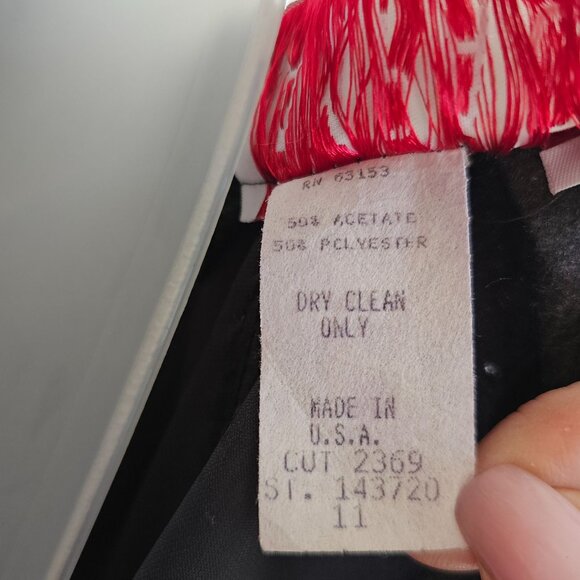 RN 63153
50% ACETATE
50% POLYESTER
DRY CLEAN
ONLY
MADE IN
U.S.A.
CUT 2369
ST. 143720
11